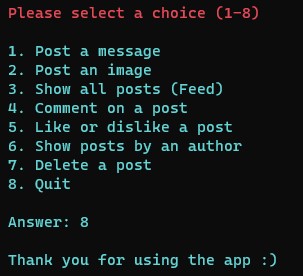 Please select a choice (1-8)
1. Post a message
2. Post an image
3. Show all posts (Feed)
4. Comment on a post
5. Like or dislike a post
6. Show posts by an author
7. Delete a post
8. Quit
Answer: 8
Thank you for using the app :)